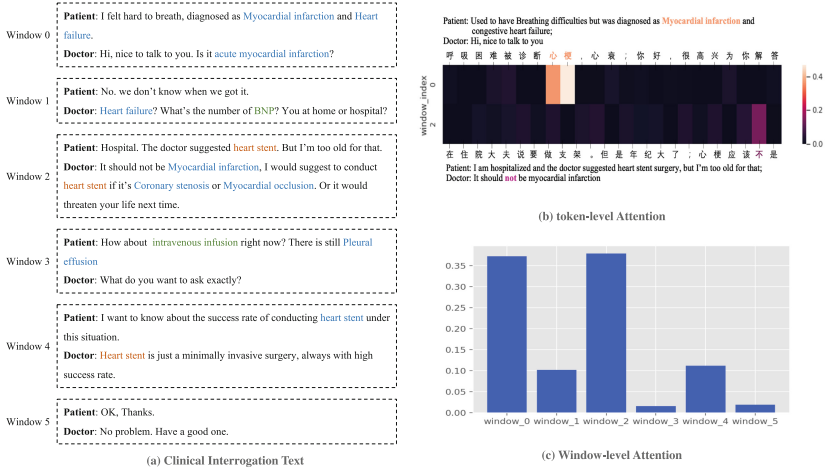 Window 0
Patient: I felt hard to breath, diagnosed as Myocardial infarction and Heart
failure.
Doctor: Hi, nice to talk to you. Is it acute myocardial infarction?
Window 1
Patient: No. we don't know when we got it.
Doctor: Heart failure? What's the number of BNP? You at home or hospital?
Window 2
Patient: Hospital. The doctor suggested heart stent. But I'm too old for that.
Doctor: It should not be Myocardial infarction, I would suggest to conduct
heart stent if it's Coronary stenosis or Myocardial occlusion. Or it would
threaten your life next time.
Window 3
Patient: How about intravenous infusion right now? There is still Pleural
effusion
Doctor: What do you want to ask exactly?
Window 4
Patient: I want to know about the success rate of conducting heart stent under
this situation.
Doctor: Heart stent is just a minimally invasive surgery, always with high
success rate.
Window 5
Patient: OK, Thanks.
Doctor: No problem. Have a good one.
(a) Clinical Interrogation Text
Patient: Used to have Breathing difficulties but was diagnosed as Myocardial infarction and
congestive heart failure;
Doctor: Hi, nice to talk to you
呼 吸 困 难 被 诊 断 心 梗 , 心 衰 ; 你 好 , 很 高 兴 为 你 解 答
window_index
0
2
0.4
0.2
0.0
在 住 院 大 夫 说 要 做 支 架 。 但 是 年 纪 大 了 ; 心 梗 应 该 不 是
Patient: I am hospitalized and the doctor suggested heart stent surgery, but I'm too old for that;
Doctor: It should not be myocardial infarction
(b) token-level Attention
0.35
0.30
0.25
0.20
0.15
0.10
0.05
0.00
window_0 window_1 window_2 window_3 window_4 window_5
(c) Window-level Attention